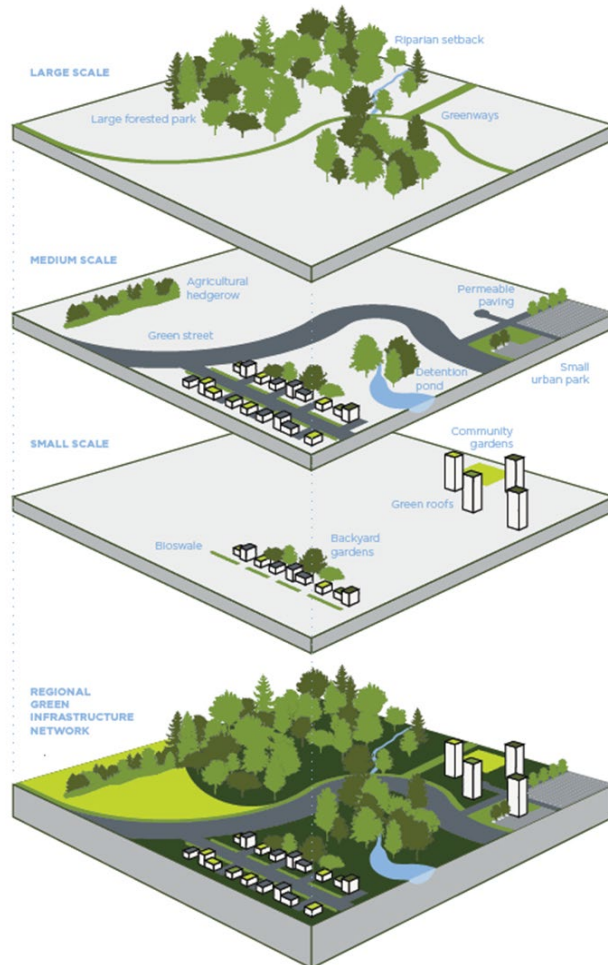 LARGE SCALE
Riparian setback
Large forested park
Greenways
MEDIUM SCALE
Agricultural
hedgerow
Permeable
paving
Green street
Detention
pond
Small
urban park
SMALL SCALE
Community
gardens
Green roofs
Bioswale
Backyard
gardens
REGIONAL
GREEN
INFRASTRUCTURE
NETWORK